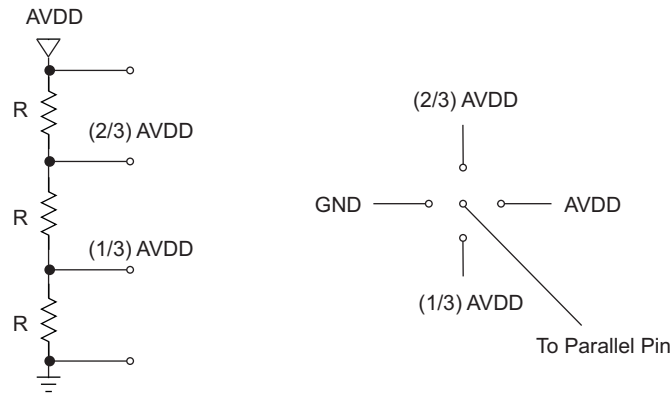 AVDD
R
(2/3) AVDD
R
(1/3) AVDD
R
(2/3) AVDD
GND
AVDD
(1/3) AVDD
To Parallel Pin